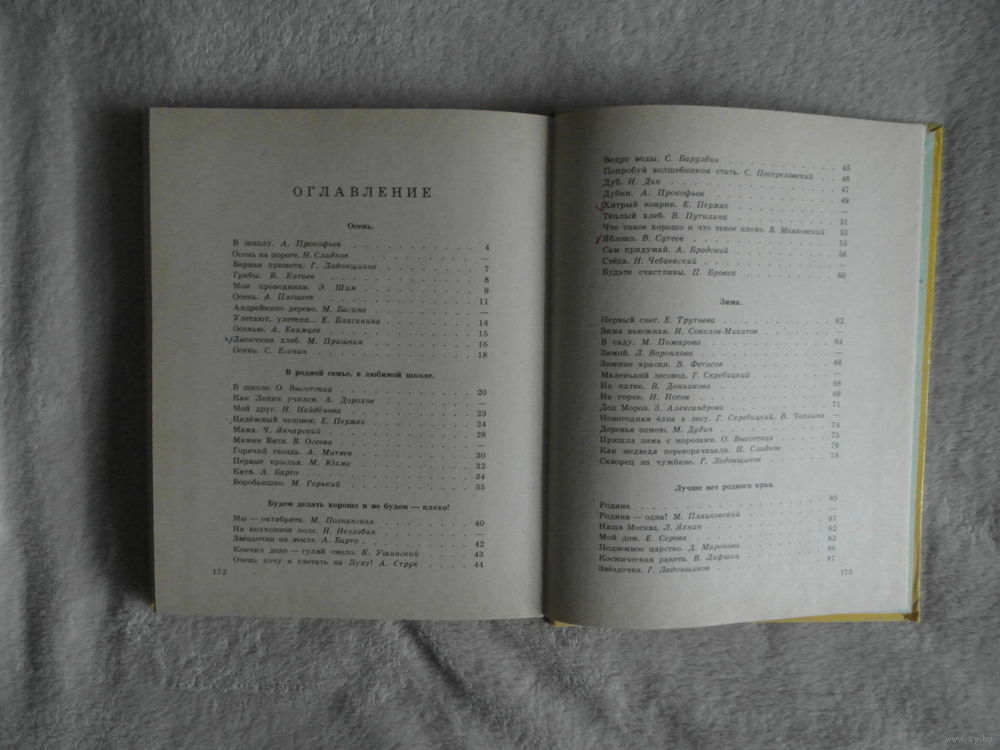 ОГЛАВЛЕНИЕ
Осень.
В школу. А. Прокофьев 4
Осень на пороге. Н. Сладков —
Верная примета. Г. Ладонщиков 7
Грибы. В. Катаев 8
Мои проводники. Э. Шим 9
Осень. А. Плещеев 11
Андрейкино дерево. М. Басина —
Улетают, улетели... Е. Благинина 14
Осенью. А. Екимцев 15
Лисичкин хлеб. М. Пришвин 16
Осень. С. Есенин 18
В родной семье, в любимой школе.
В школе. О. Высотская 20
Как Ленин учился. А. Дорохов —
Мой друг. Н. Найдёнова 23
Надёжный человек. Е. Пермяк 24
Мама. Ч. Янчарский 28
Мамин Витя. В. Осеева —
Горячий гвоздь. А. Митяев 30
Первые крылья. М. Юхма 32
Катя. А. Барто 34
Воробьишко. М. Горький 35
Будем делать хорошо и не будем — плохо!
Мы — октябрята. М. Познанская 40
На колхозном поле. Н. Незлобин —
Звёздочки на земле. А. Барто 42
Кончил дело — гуляй смело. К. Ушинский 43
Очень хочу я слетать на Луну! А. Струк 44
172
Ведро воды. С. Баруздин 45
Попробуй волшебником стать. С. Погореловский 46
Дуб. И. Дик 47
Дубки. А. Прокофьев 49
Хитрый коврик. Е. Пермяк —
Тёплый хлеб. В. Путилина 51
Что такое хорошо и что такое плохо. В. Маяковский 53
Яблоко. В. Сутеев 55
Сам придумай. А. Бродский 58
Стёпа. Н. Чебаевский —
Будьте счастливы. П. Бровка 60
Зима.
Первый снег. Е. Трутнева 62
Зима вьюжная. И. Соколов-Микитов —
В саду. М. Пожарова 64
Зимой. Л. Воронкова —
Зимние краски. В. Фетисов 66
Маленький лесовод. Г. Скребицкий —
На катке. В. Донникова 68
На горке. Н. Носов 69
Дед Мороз. З. Александрова 71
Новогодняя ёлка в лесу. Г. Скребицкий, В. Чаплина —
Деревья зимою. М. Дудин 74
Пришла зима с морозами. О. Высотская 75
Как медведя переворачивали. Н. Сладков 76
Скворец на чужбине. Г. Ладонщиков 78
Лучше нет родного края.
Родина 80
Родина — одна! М. Пляцковский 81
Наша Москва. Л. Яхнин 82
Мой дом. Е. Серова 83
Подземное царство. Д. Миронова 86
Космическая ракета. В. Лифшиц 87
Звёздочка. Г. Ладонщиков —
173
www.ay.by